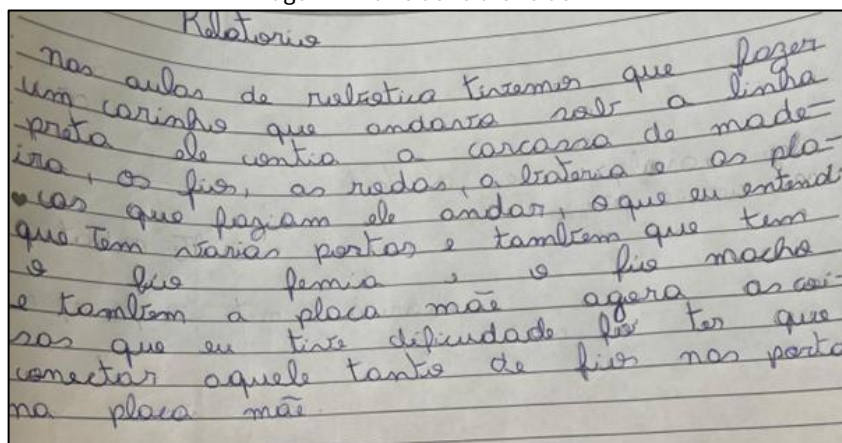 Relatorio
nas aulas de robotica tivemos que fazer
um carinho que andava sob a linha
preta ele contia a carcassa de made-
ira, os fios, as rodas, a bateria e as pla-
cas que faziam ele andar, o que eu entendi
que tem varias portas e tambem que tem
o fio femia e o fio macho
e tambem a placa mãe agora as coi-
sas que eu tive dificudade foi ter que
conectar aquele tanto de fios nas porta
na placa mãe.